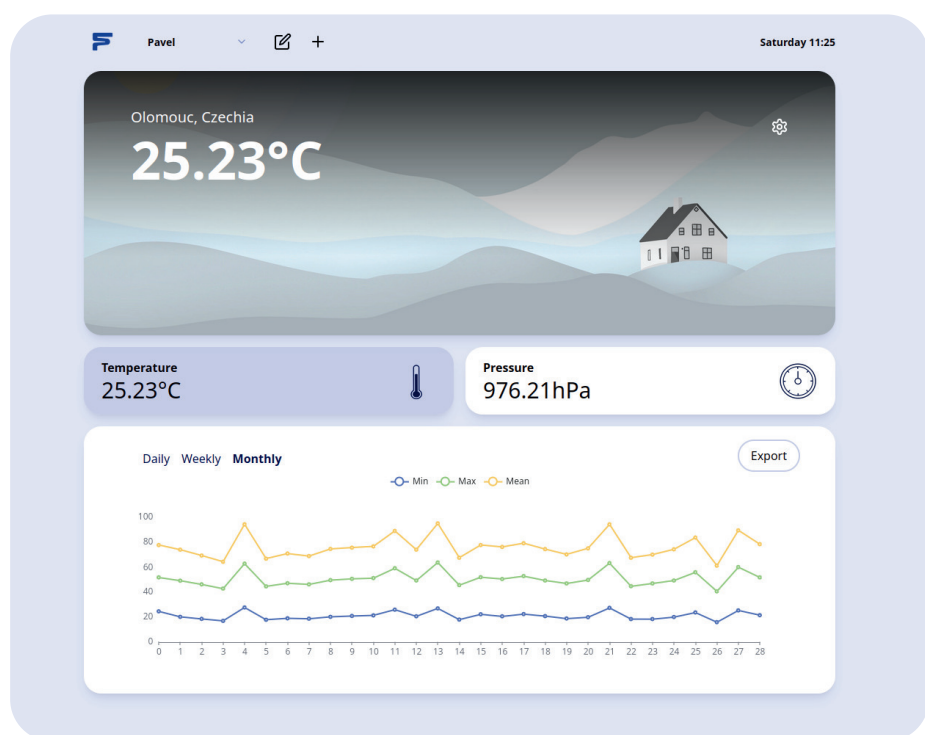 Pavel Saturday 11:25
Olomouc, Czechia
25.23°C
Temperature
25.23°C
Pressure
976.21hPa
Daily Weekly Monthly
Export
Min Max Mean
100
80
60
40
20
0
0 1 2 3 4 5 6 7 8 9 10 11 12 13 14 15 16 17 18 19 20 21 22 23 24 25 26 27 28